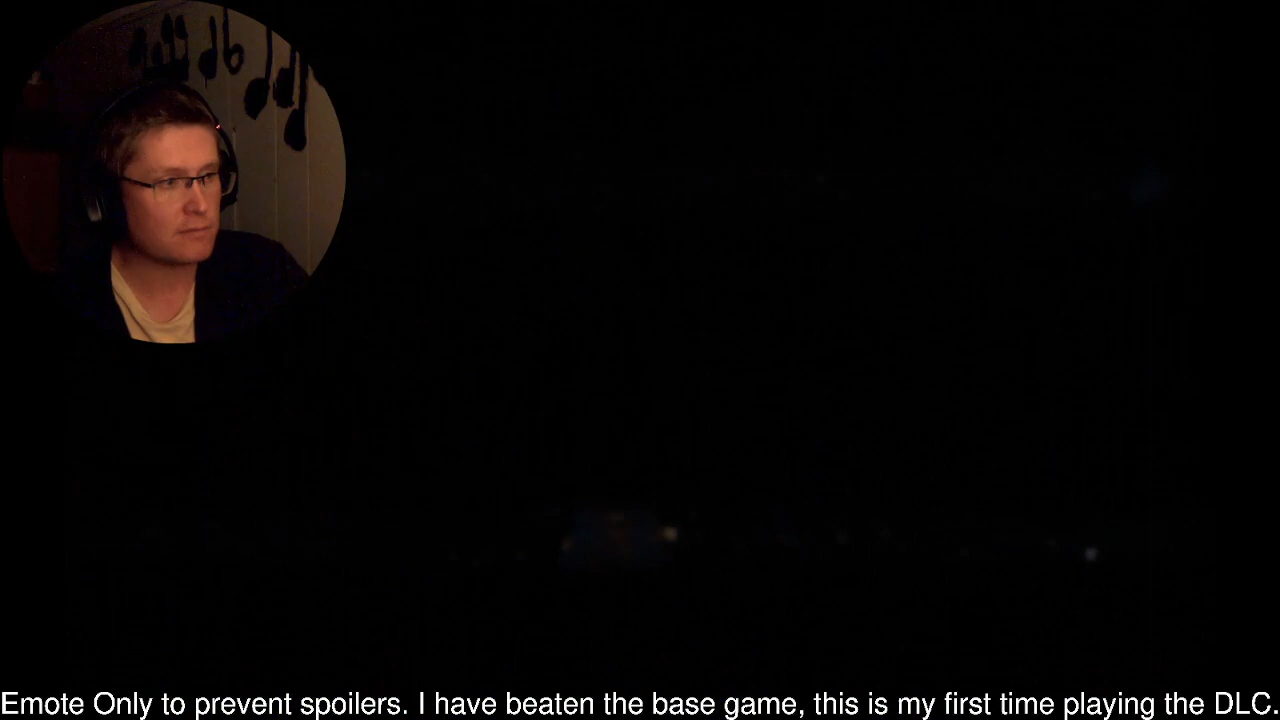 Emote Only to prevent spoilers. I have beaten the base game, this is my first time playing the DLC.